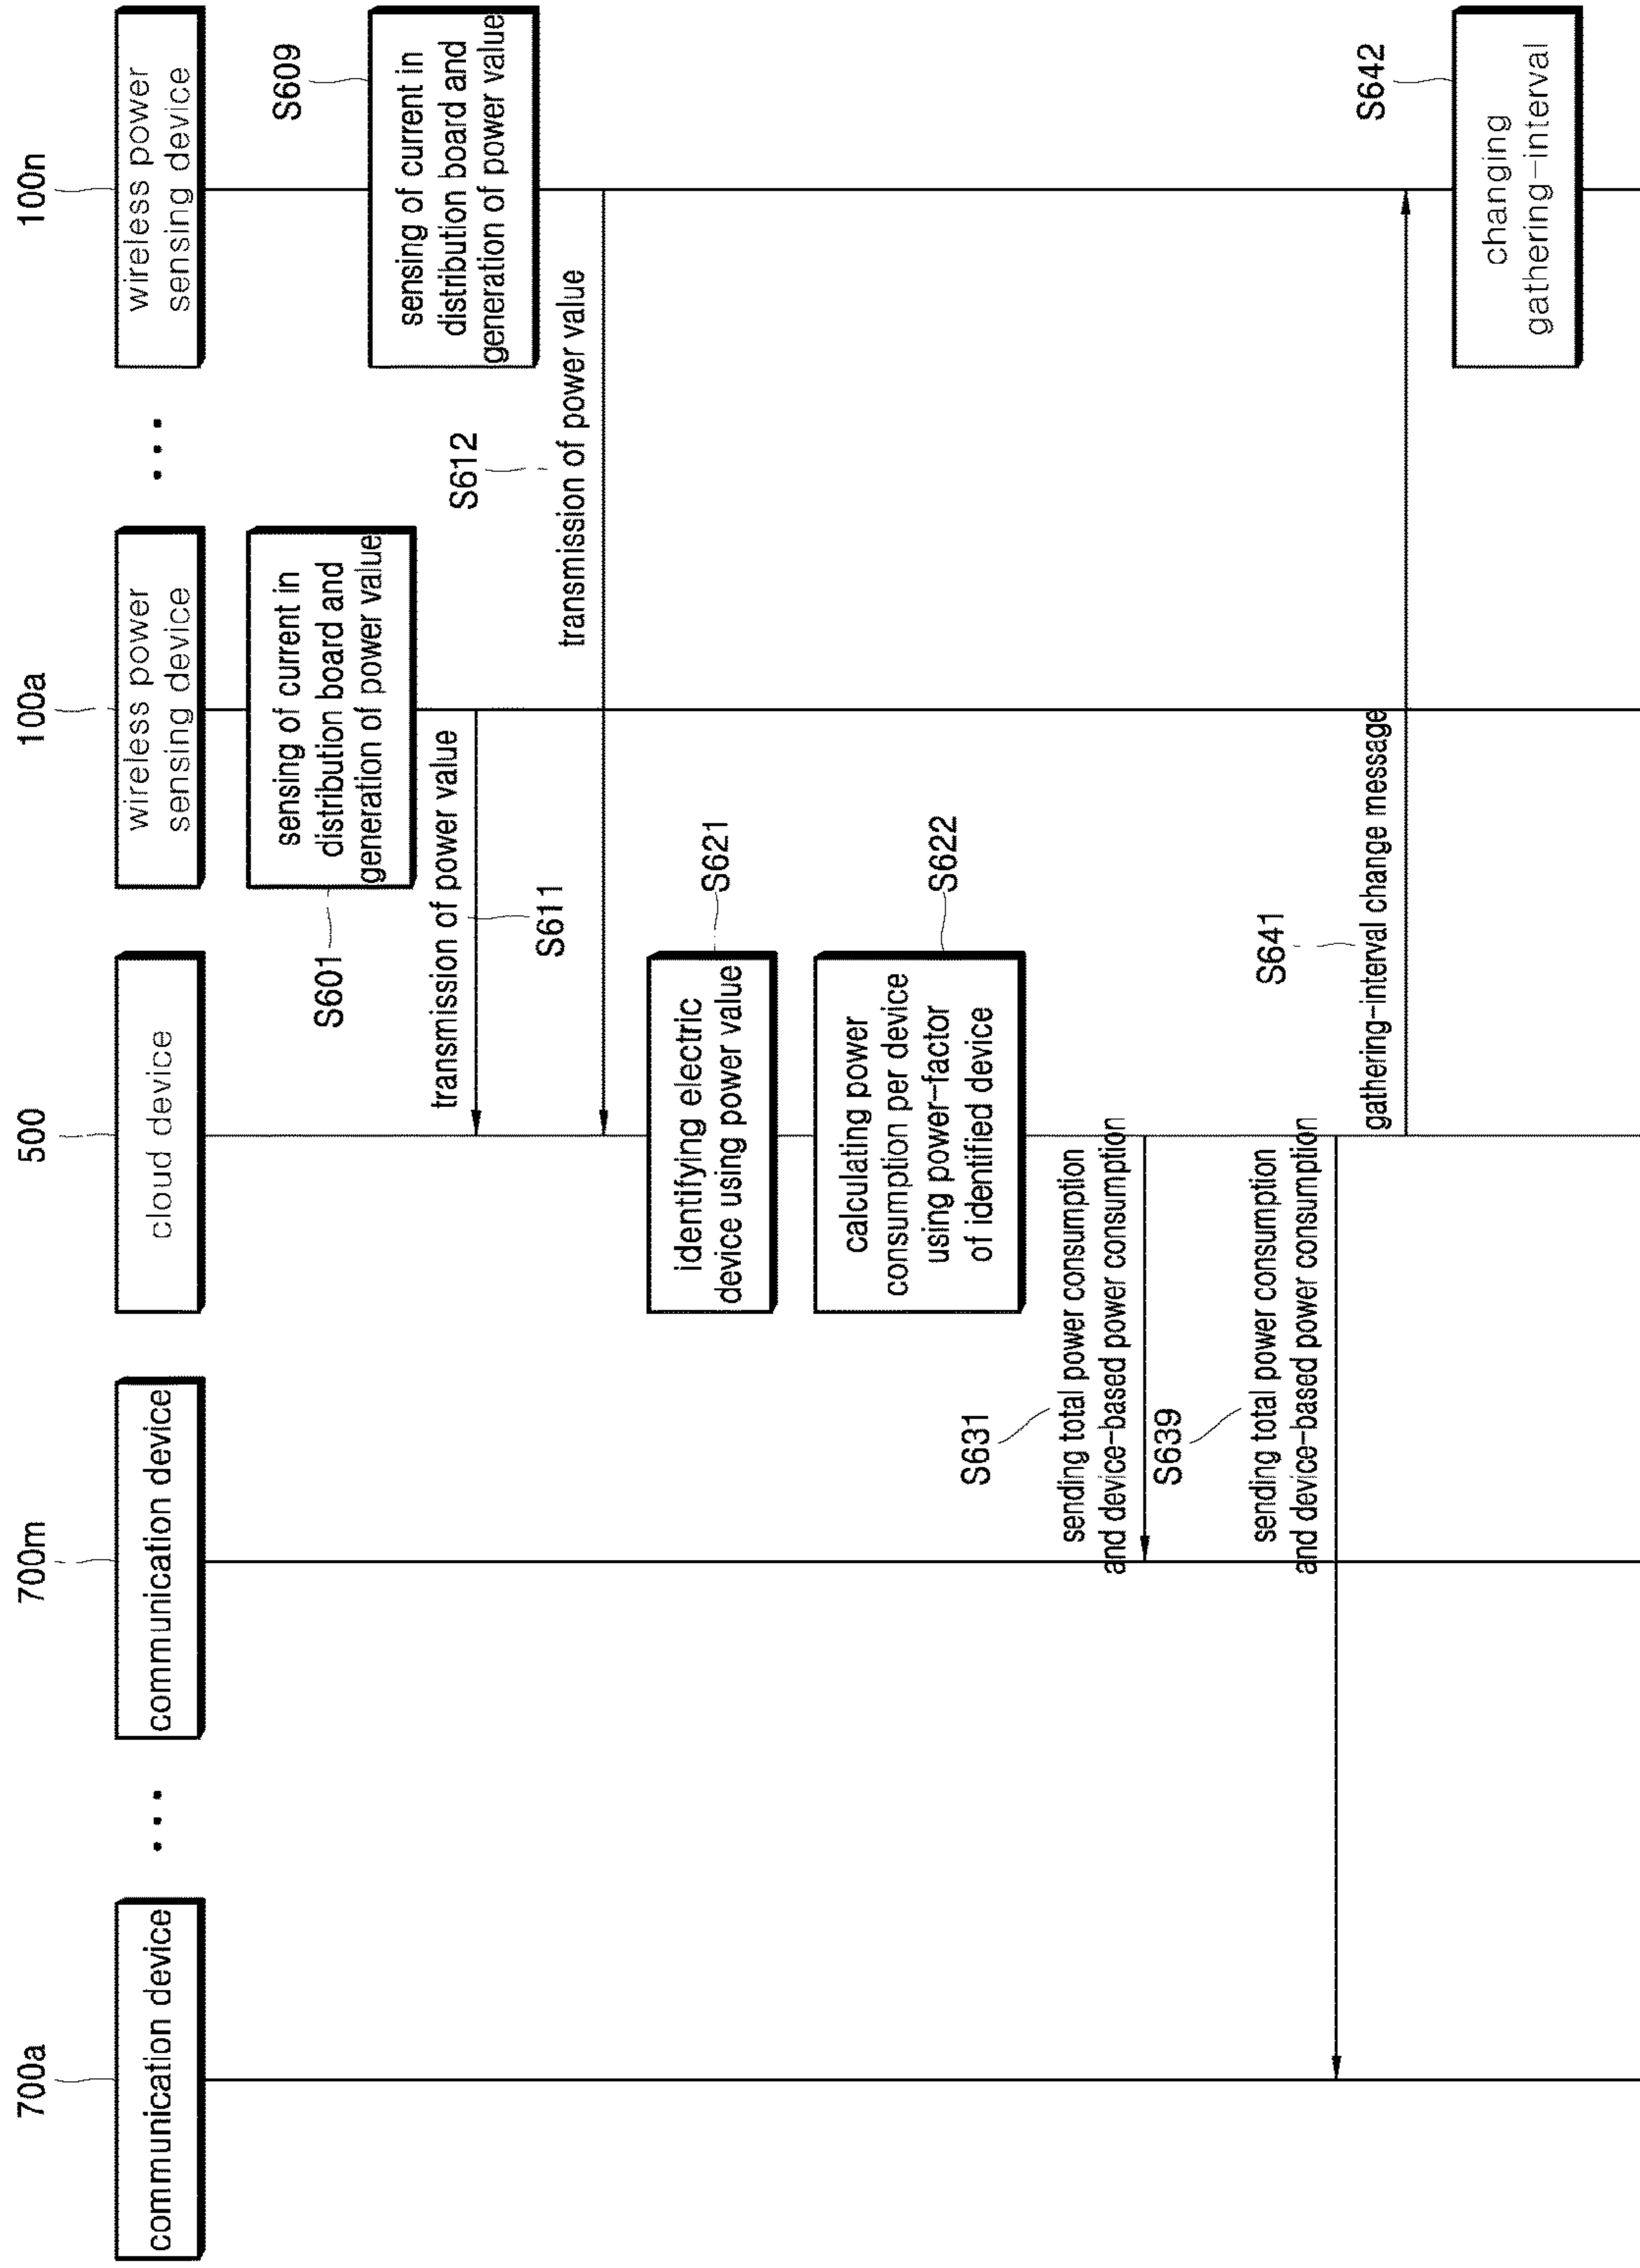 700a
700m
500
100a
100n
communication device
...
communication device
cloud device
wireless power
sensing device
...
wireless power
sensing device
sensing of current in
distribution board and
generation of power value
S601
S609
sensing of current in
distribution board and
generation of power value
transmission of power value
S611
S612
transmission of power value
identifying electric
device using power value
S621
calculating power
consumption per device
using power-factor
of identified device
S622
S631
sending total power consumption
and device-based power consumption
S639
sending total power consumption
and device-based power consumption
S641
gathering-interval change message
S642
changing
gathering-interval